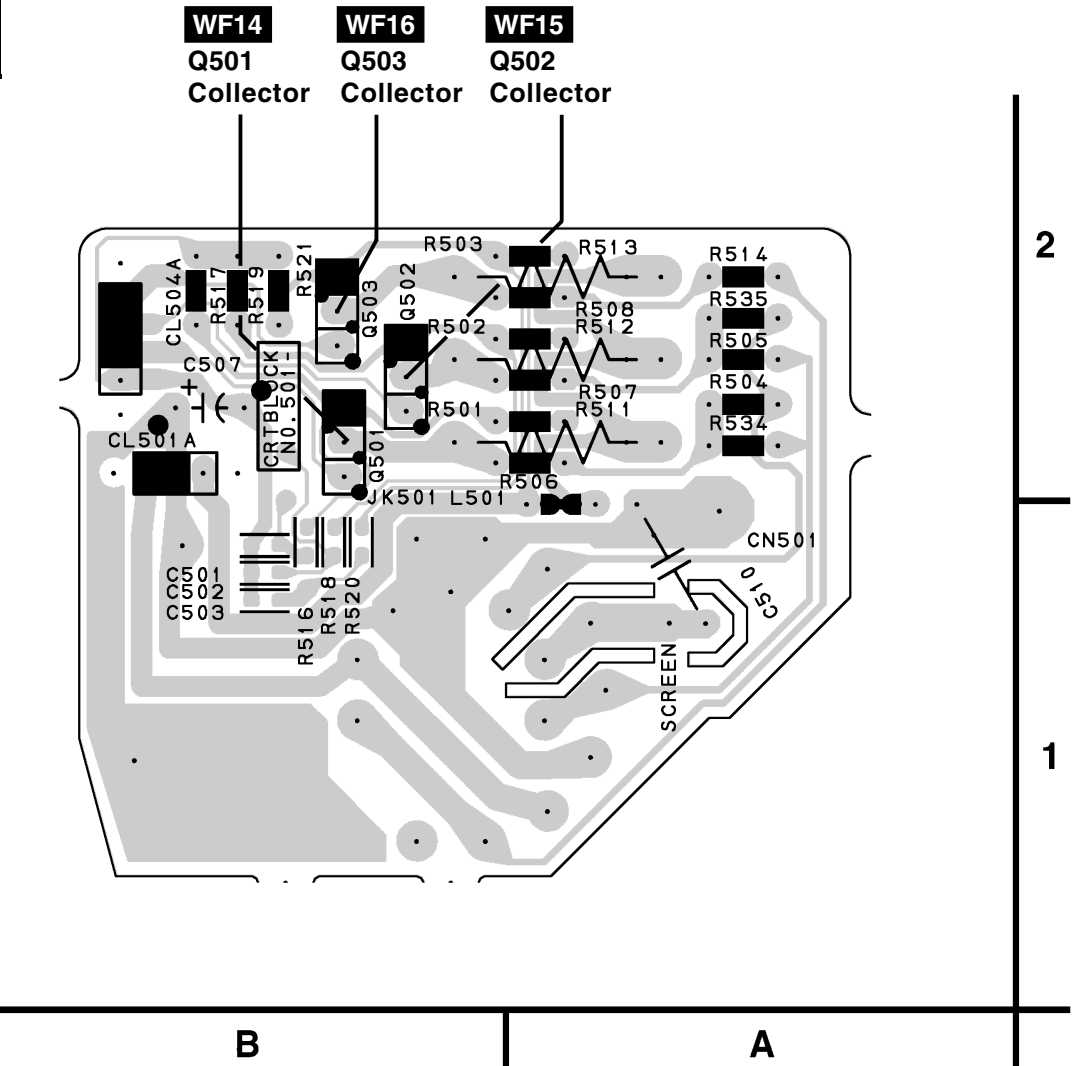 WF14
Q501
Collector
WF16
Q503
Collector
WF15
Q502
Collector
2
R503
R513
R514
R521
CL504A
R517
R519
Q503
Q502
R508
R535
R502
R512
R505
C507
+
CRTBLOCK
NO.501-
R507
R504
R501
R511
R534
CL501A
Q501
R506
JK501
L501
CN501
C501
C502
C503
R516
R518
R520
C510
SCREEN
1
B
A